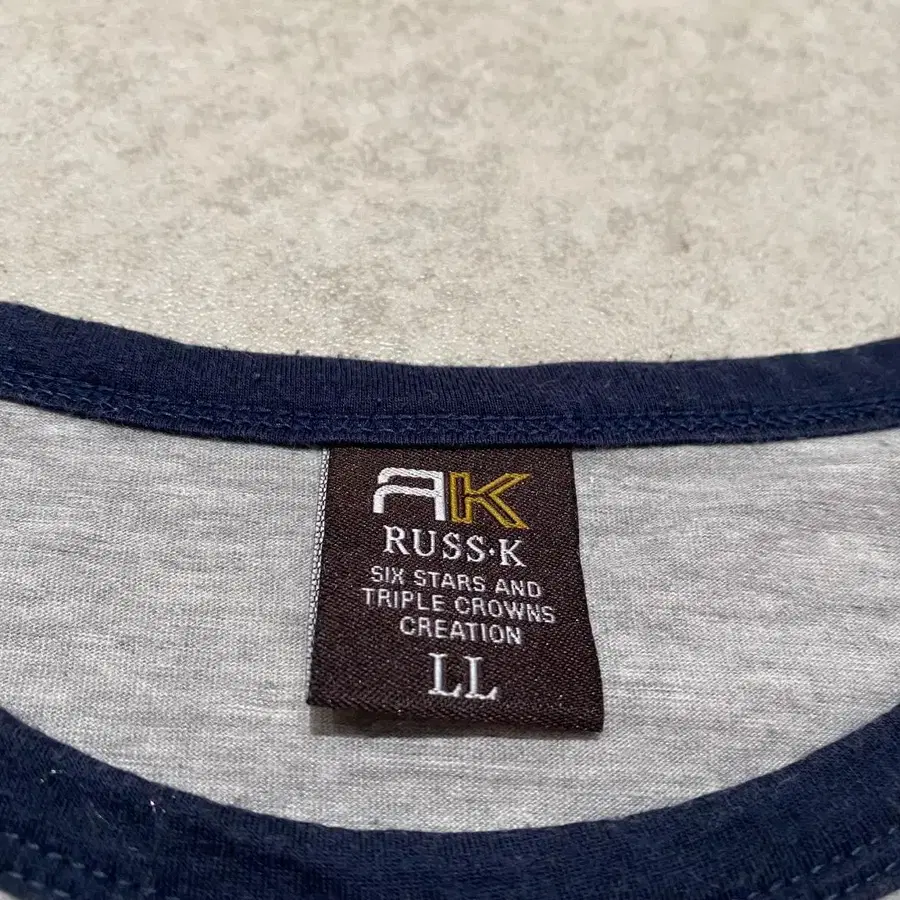 RK
RUSS·K
SIX STARS AND
TRIPLE CROWNS
CREATION
LL